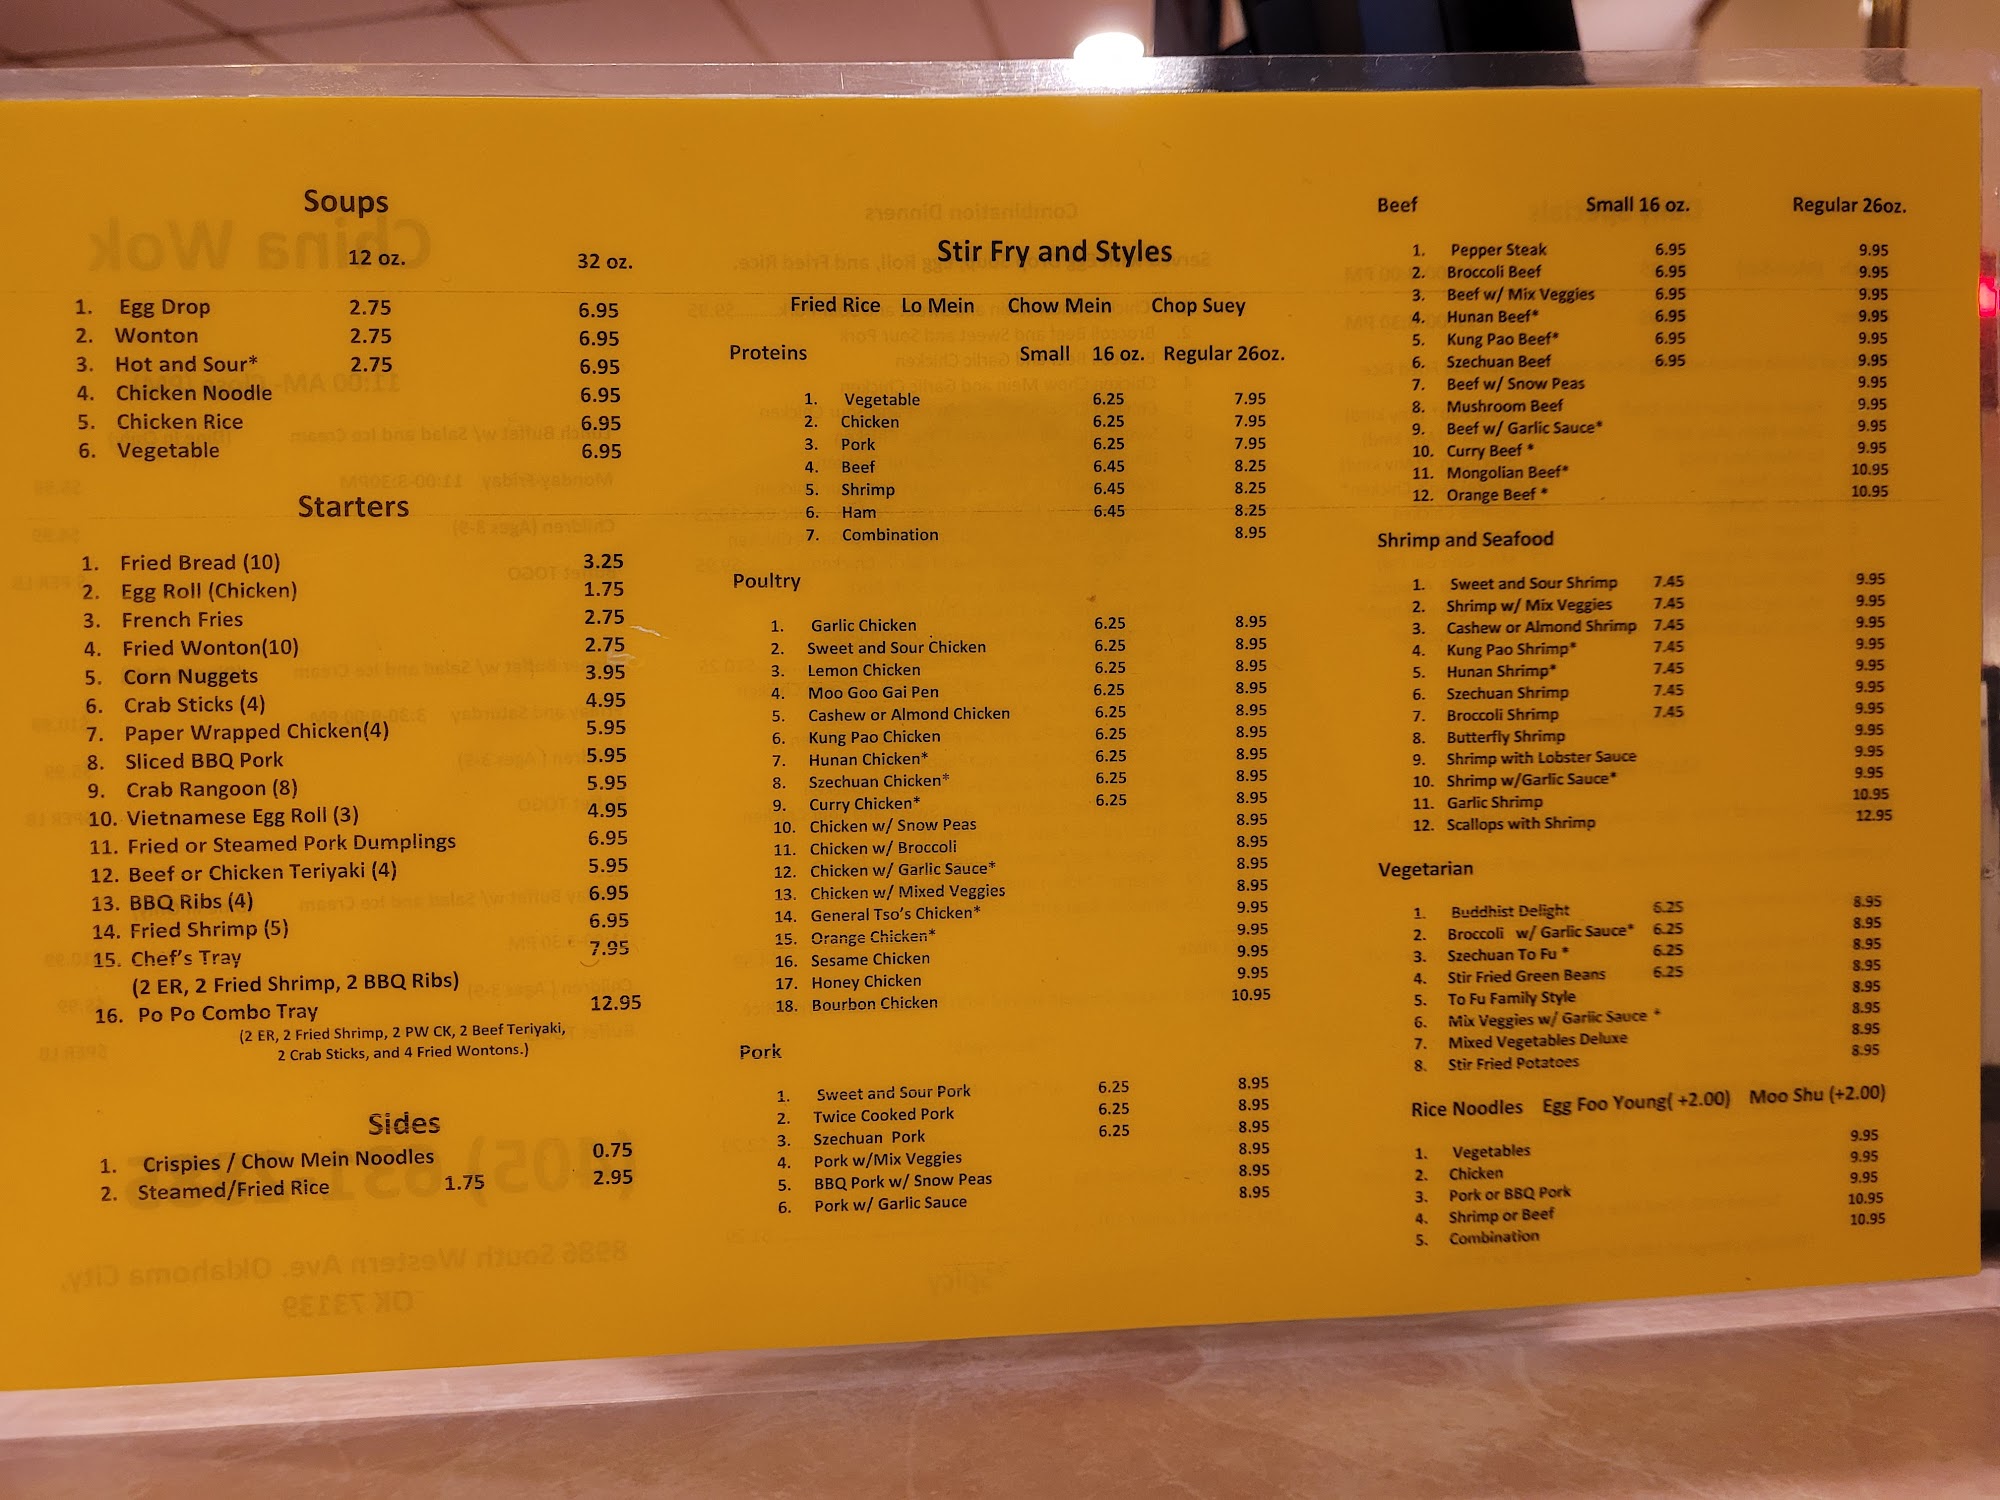 Soups
12 oz. 32 oz.
1. Egg Drop 2.75 6.95
2. Wonton 2.75 6.95
3. Hot and Sour* 2.75 6.95
4. Chicken Noodle 6.95
5. Chicken Rice 6.95
6. Vegetable 6.95
Starters
1. Fried Bread (10) 3.25
2. Egg Roll (Chicken) 1.75
3. French Fries 2.75
4. Fried Wonton(10) 2.75
5. Corn Nuggets 3.95
6. Crab Sticks (4) 4.95
7. Paper Wrapped Chicken(4) 5.95
8. Sliced BBQ Pork 5.95
9. Crab Rangoon (8) 5.95
10. Vietnamese Egg Roll (3) 4.95
11. Fried or Steamed Pork Dumplings 6.95
12. Beef or Chicken Teriyaki (4) 5.95
13. BBQ Ribs (4) 6.95
14. Fried Shrimp (5) 6.95
15. Chef's Tray 7.95
(2 ER, 2 Fried Shrimp, 2 BBQ Ribs)
16. Po Po Combo Tray 12.95
(2 ER, 2 Fried Shrimp, 2 PW CK, 2 Beef Teriyaki,
2 Crab Sticks, and 4 Fried Wontons.)
Sides
1. Crispies / Chow Mein Noodles 0.75
2. Steamed/Fried Rice 1.75 2.95
Stir Fry and Styles
Fried Rice Lo Mein Chow Mein Chop Suey
Proteins Small 16 oz. Regular 26oz.
1. Vegetable 6.25 7.95
2. Chicken 6.25 7.95
3. Pork 6.25 7.95
4. Beef 6.45 8.25
5. Shrimp 6.45 8.25
6. Ham 6.45 8.25
7. Combination 8.95
Poultry
1. Garlic Chicken 6.25 8.95
2. Sweet and Sour Chicken 6.25 8.95
3. Lemon Chicken 6.25 8.95
4. Moo Goo Gai Pen 6.25 8.95
5. Cashew or Almond Chicken 6.25 8.95
6. Kung Pao Chicken 6.25 8.95
7. Hunan Chicken* 6.25 8.95
8. Szechuan Chicken* 6.25 8.95
9. Curry Chicken* 6.25 8.95
10. Chicken w/ Snow Peas 8.95
11. Chicken w/ Broccoli 8.95
12. Chicken w/ Garlic Sauce* 8.95
13. Chicken w/ Mixed Veggies 8.95
14. General Tso's Chicken* 9.95
15. Orange Chicken* 9.95
16. Sesame Chicken 9.95
17. Honey Chicken 9.95
18. Bourbon Chicken 10.95
Pork
1. Sweet and Sour Pork 6.25 8.95
2. Twice Cooked Pork 6.25 8.95
3. Szechuan Pork 6.25 8.95
4. Pork w/Mix Veggies 8.95
5. BBQ Pork w/ Snow Peas 8.95
6. Pork w/ Garlic Sauce 8.95
Beef Small 16 oz. Regular 26oz.
1. Pepper Steak 6.95 9.95
2. Broccoli Beef 6.95 9.95
3. Beef w/ Mix Veggies 6.95 9.95
4. Hunan Beef* 6.95 9.95
5. Kung Pao Beef* 6.95 9.95
6. Szechuan Beef 6.95 9.95
7. Beef w/ Snow Peas 9.95
8. Mushroom Beef 9.95
9. Beef w/ Garlic Sauce* 9.95
10. Curry Beef * 9.95
11. Mongolian Beef* 10.95
12. Orange Beef * 10.95
Shrimp and Seafood
1. Sweet and Sour Shrimp 7.45 9.95
2. Shrimp w/ Mix Veggies 7.45 9.95
3. Cashew or Almond Shrimp 7.45 9.95
4. Kung Pao Shrimp* 7.45 9.95
5. Hunan Shrimp* 7.45 9.95
6. Szechuan Shrimp 7.45 9.95
7. Broccoli Shrimp 7.45 9.95
8. Butterfly Shrimp 9.95
9. Shrimp with Lobster Sauce 9.95
10. Shrimp w/Garlic Sauce* 9.95
11. Garlic Shrimp 10.95
12. Scallops with Shrimp 12.95
Vegetarian
1. Buddhist Delight 6.25 8.95
2. Broccoli w/ Garlic Sauce* 6.25 8.95
3. Szechuan To Fu * 6.25 8.95
4. Stir Fried Green Beans 6.25 8.95
5. To Fu Family Style 8.95
6. Mix Veggies w/ Garlic Sauce * 8.95
7. Mixed Vegetables Deluxe 8.95
8. Stir Fried Potatoes 8.95
Rice Noodles Egg Foo Young( +2.00) Moo Shu (+2.00)
1. Vegetables 9.95
2. Chicken 9.95
3. Pork or BBQ Pork 9.95
4. Shrimp or Beef 10.95
5. Combination 10.95